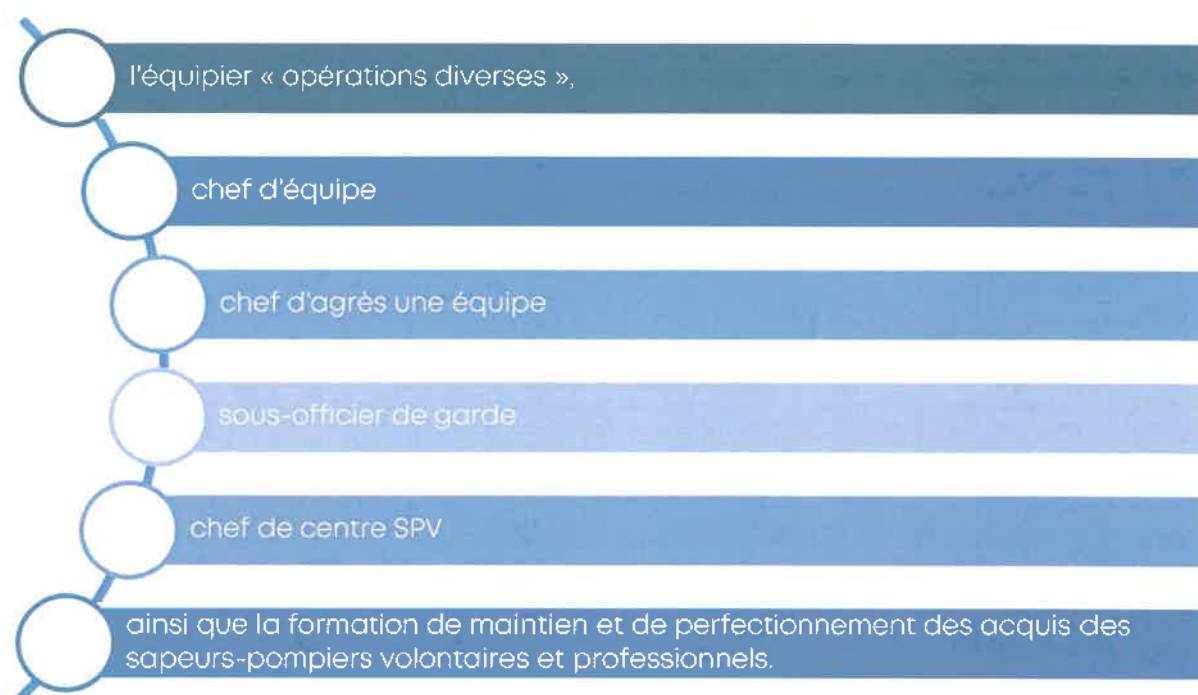 l'équipier « opérations diverses »,
chef d'équipe
chef d'agrès une équipe
sous-officier de garde
chef de centre SPV
ainsi que la formation de maintien et de perfectionnement des acquis des
sapeurs-pompiers volontaires et professionnels.